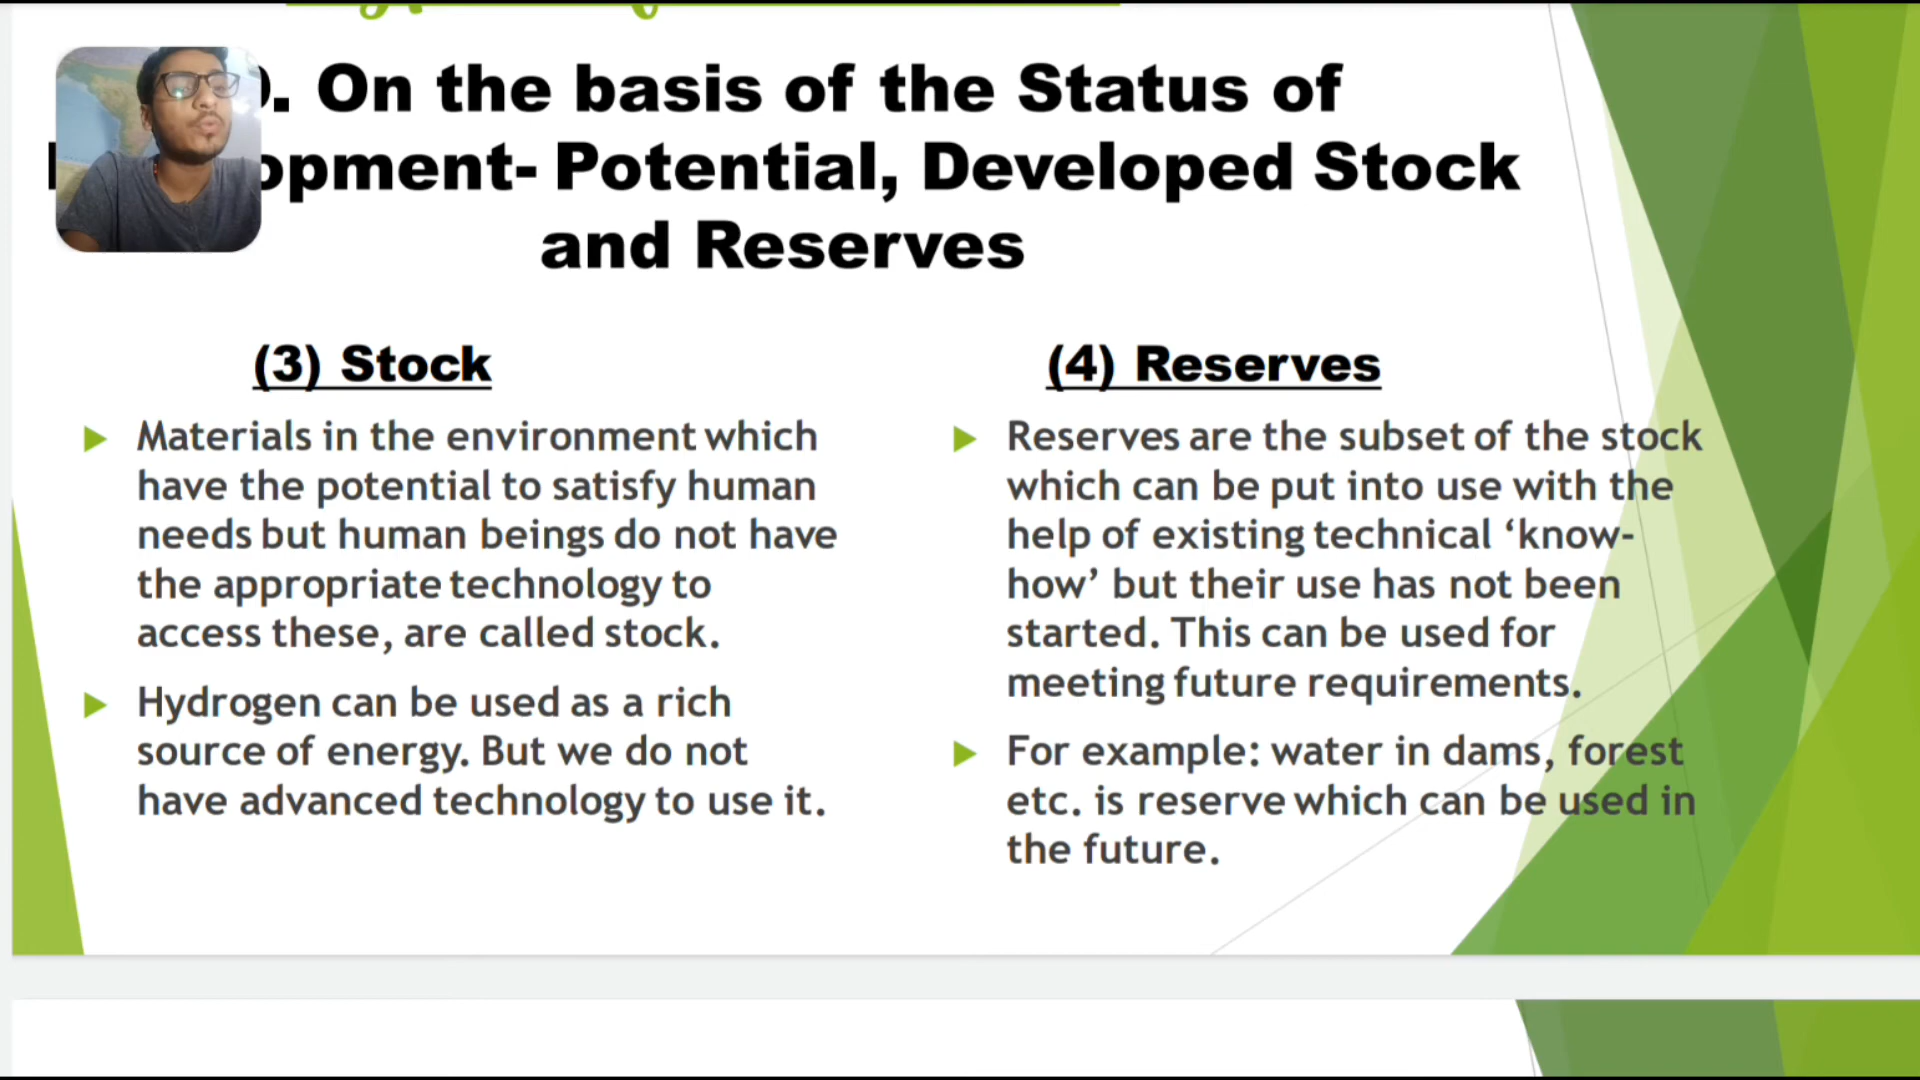 . On the basis of the Status of
opment- Potential, Developed Stock
and Reserves
(3) Stock
Materials in the environment which
have the potential to satisfy human
needs but human beings do not have
the appropriate technology to
access these, are called stock.
Hydrogen can be used as a rich
source of energy. But we do not
have advanced technology to use it.
(4) Reserves
Reserves are the subset of the stock
which can be put into use with the
help of existing technical ‘know-
how’ but their use has not been
started. This can be used for
meeting future requirements.
For example: water in dams, forest
etc. is reserve which can be used in
the future.